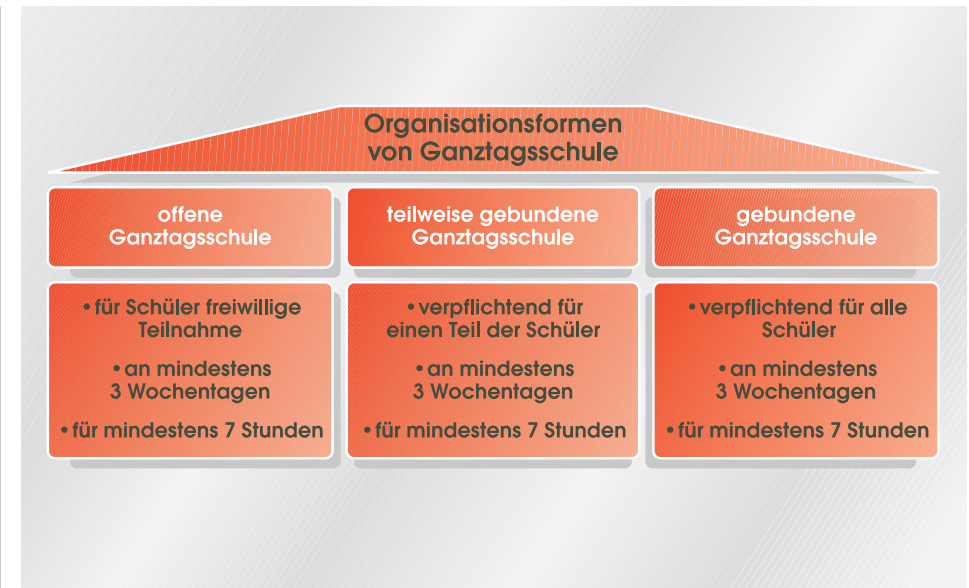 Organisationsformen
von Ganztagsschule
offene
Ganztagsschule
teilweise gebundene
Ganztagsschule
gebundene
Ganztagsschule
• für Schüler freiwillige
Teilnahme
• an mindestens
3 Wochentagen
• für mindestens 7 Stunden
• verpflichtend für
einen Teil der Schüler
• an mindestens
3 Wochentagen
• für mindestens 7 Stunden
• verpflichtend für alle
Schüler
• an mindestens
3 Wochentagen
• für mindestens 7 Stunden